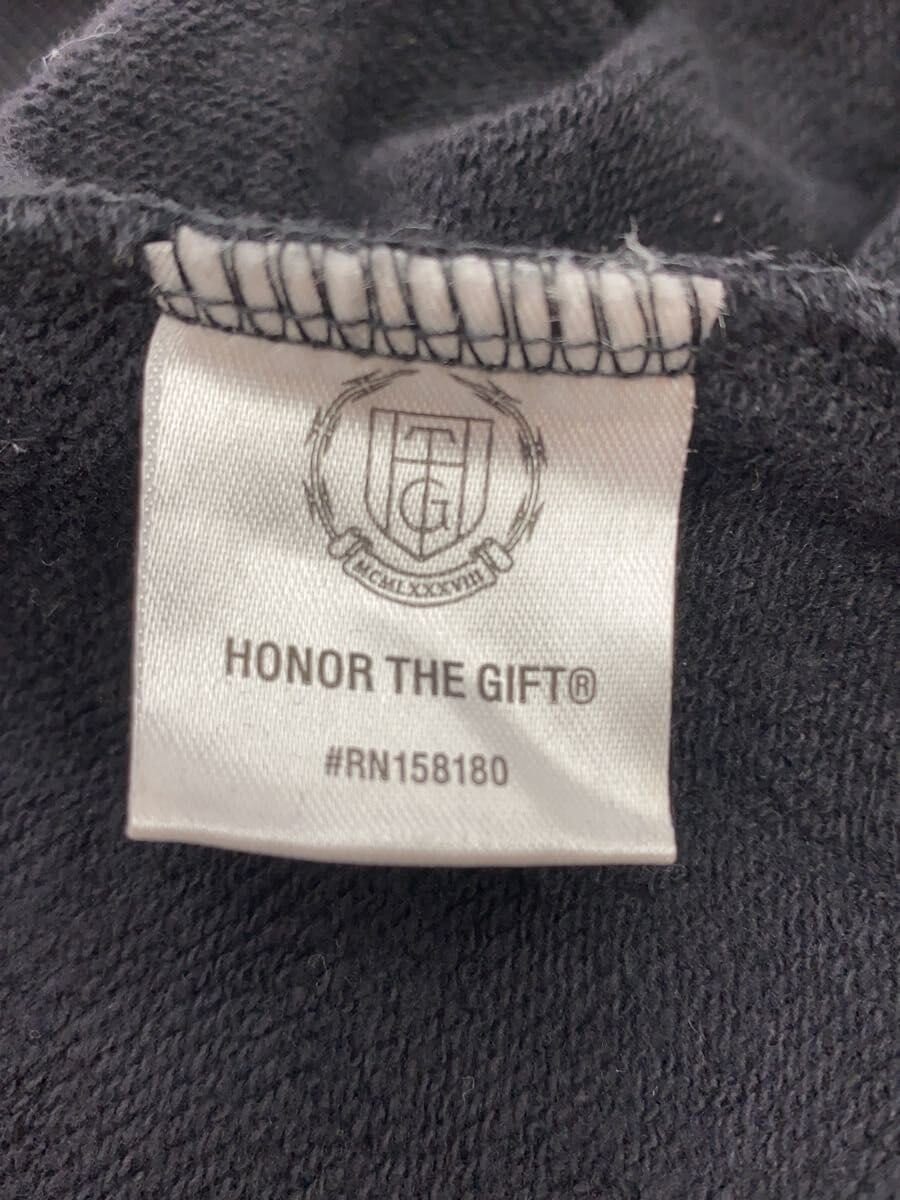 HTG
MCMLXXXVIII
HONOR THE GIFT®
#RN158180